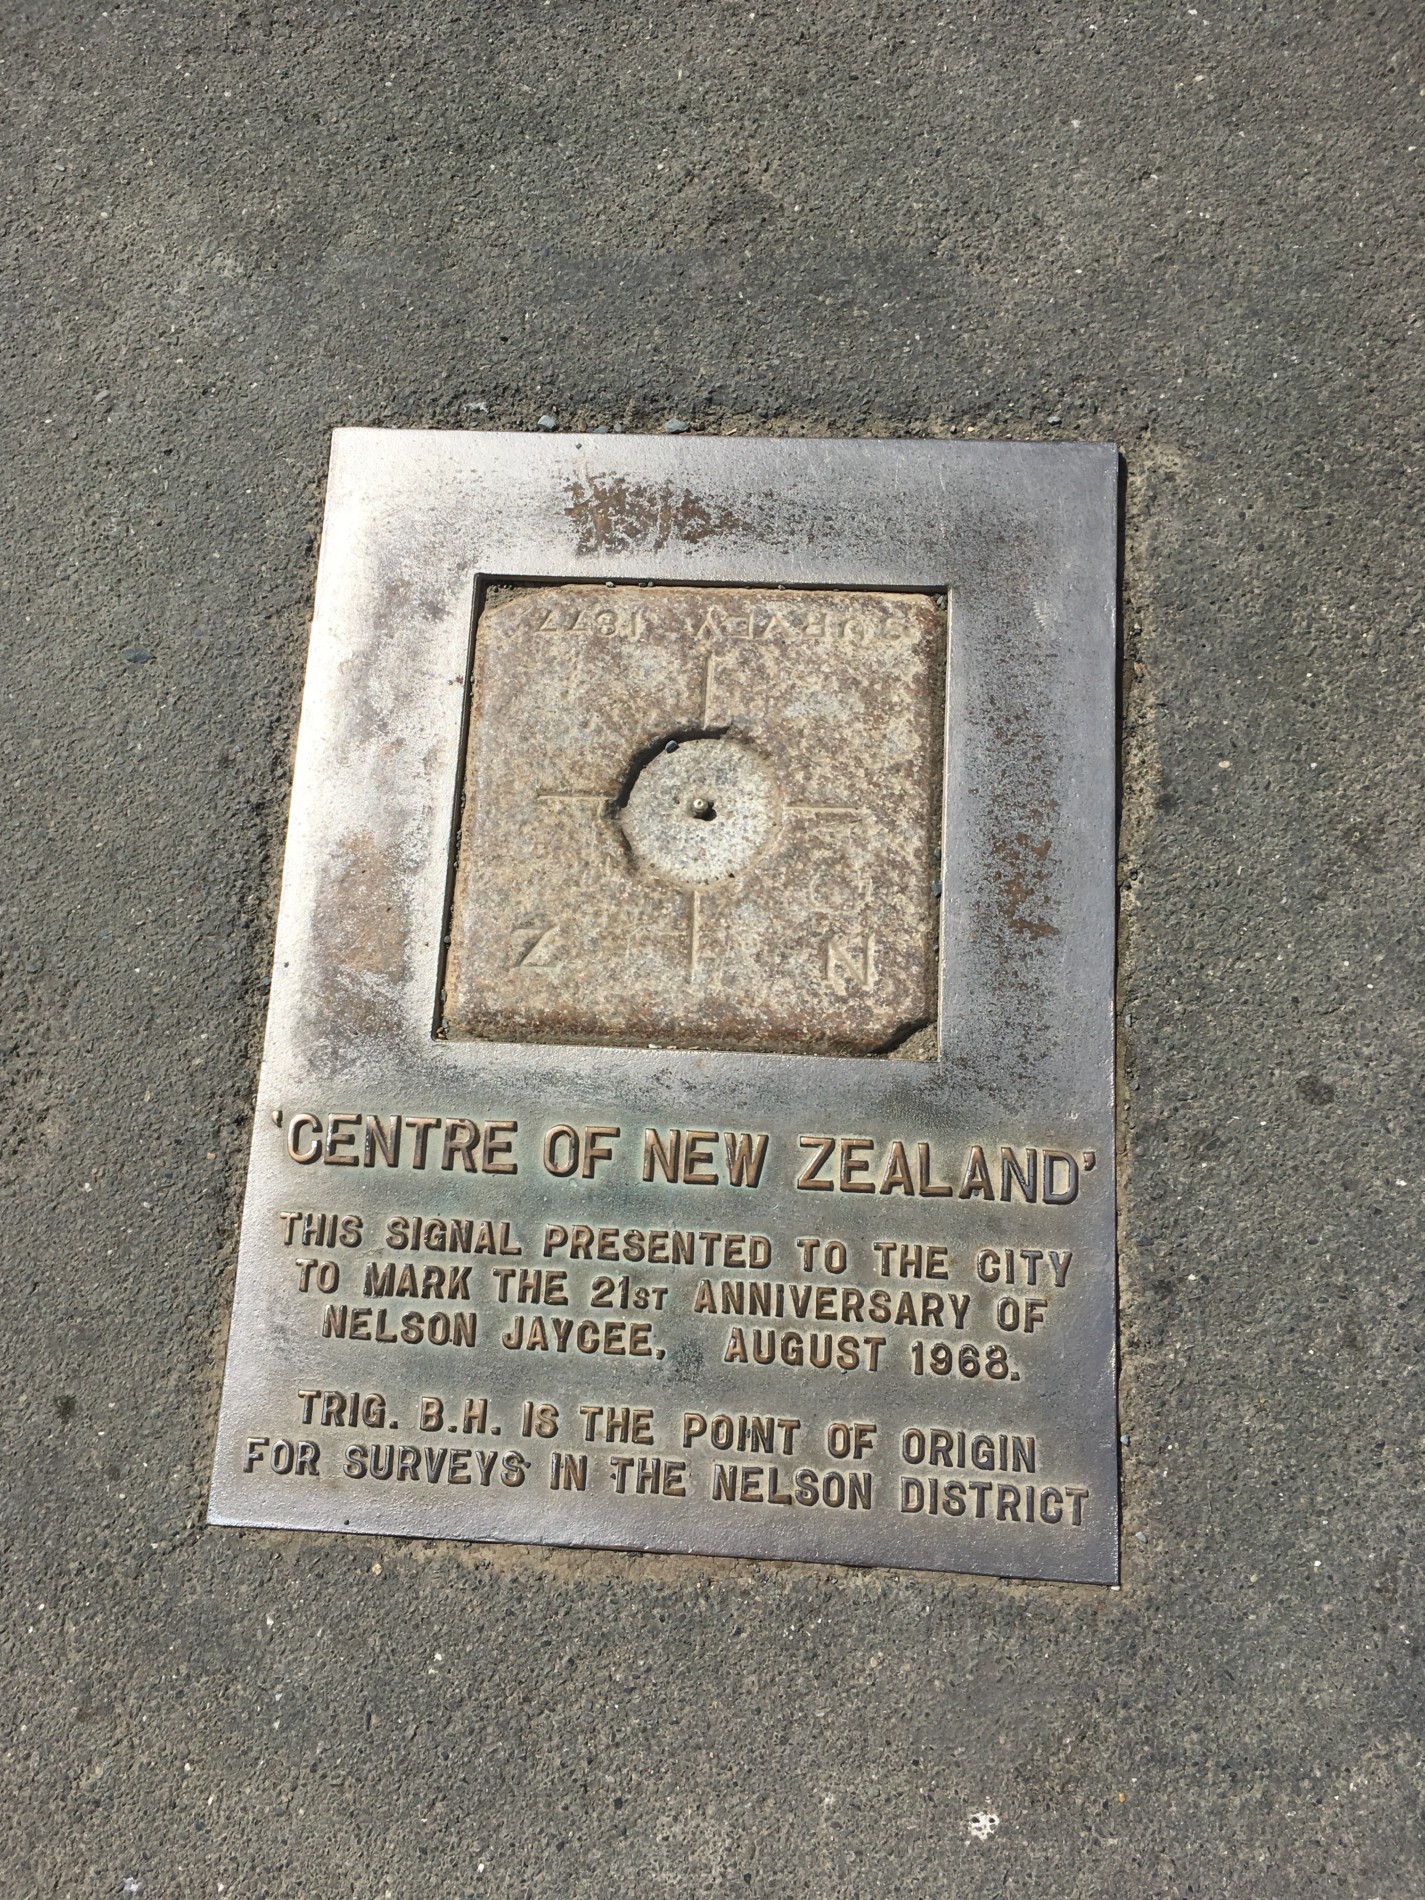 SURVEY 1877
N Z
'CENTRE OF NEW ZEALAND'
THIS SIGNAL PRESENTED TO THE CITY
TO MARK THE 21ST ANNIVERSARY OF
NELSON JAYCEE, AUGUST 1968.
TRIG. B.H. IS THE POINT OF ORIGIN
FOR SURVEYS IN THE NELSON DISTRICT